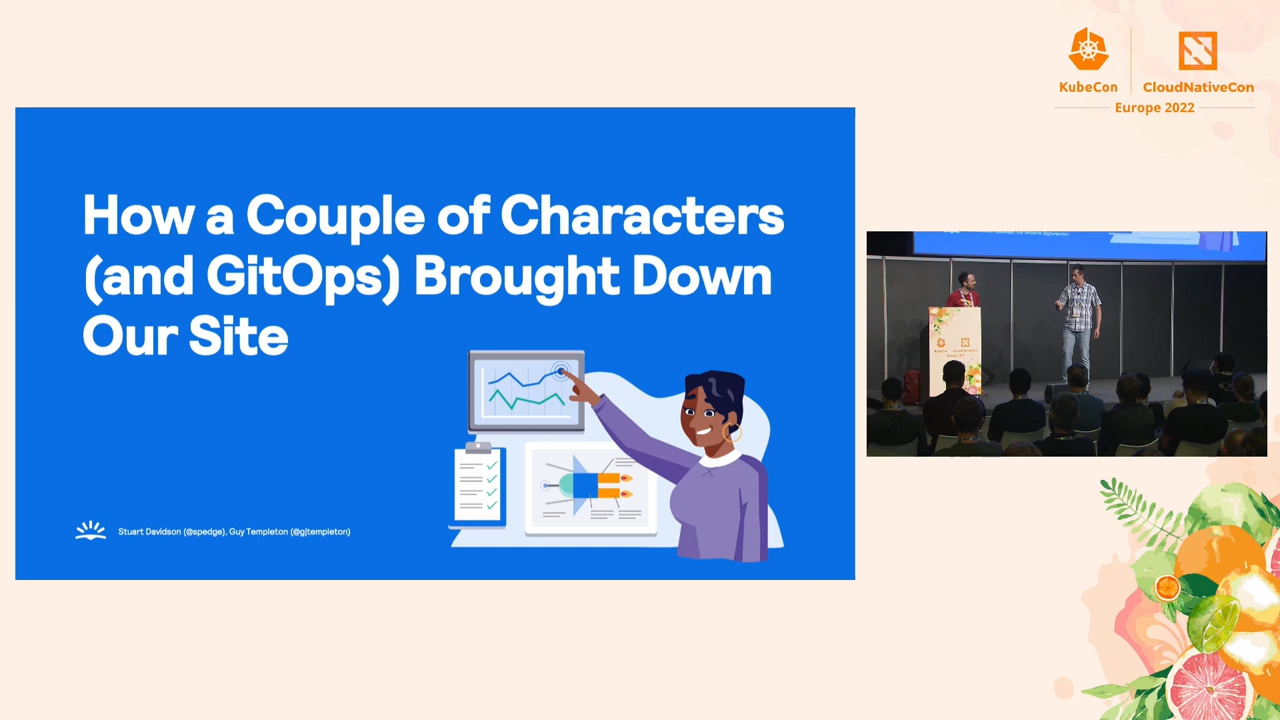 KubeCon
CloudNativeCon
Europe 2022
How a Couple of Characters
(and GitOps) Brought Down
Our Site
Stuart Davidson (@spedge), Guy Templeton (@gjtempleton)